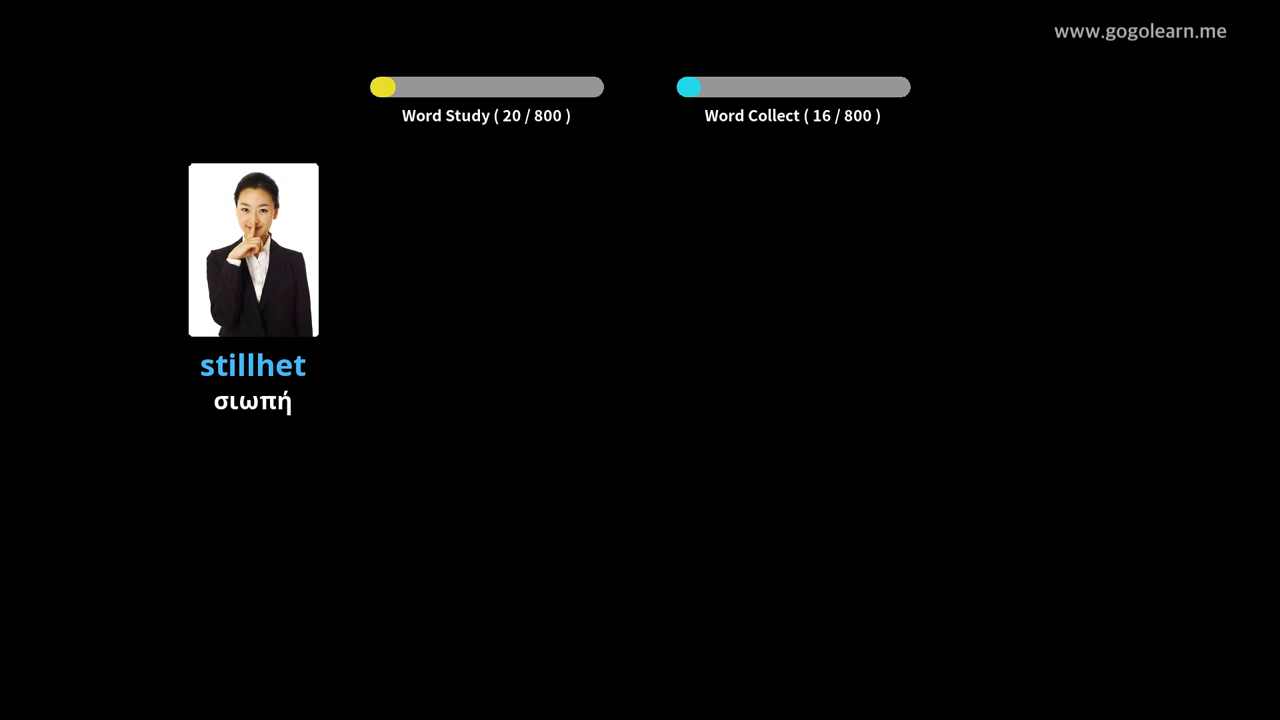 www.gogolearn.me
Word Study ( 20 / 800 )
Word Collect ( 16 / 800 )
stillhet
σιωπή